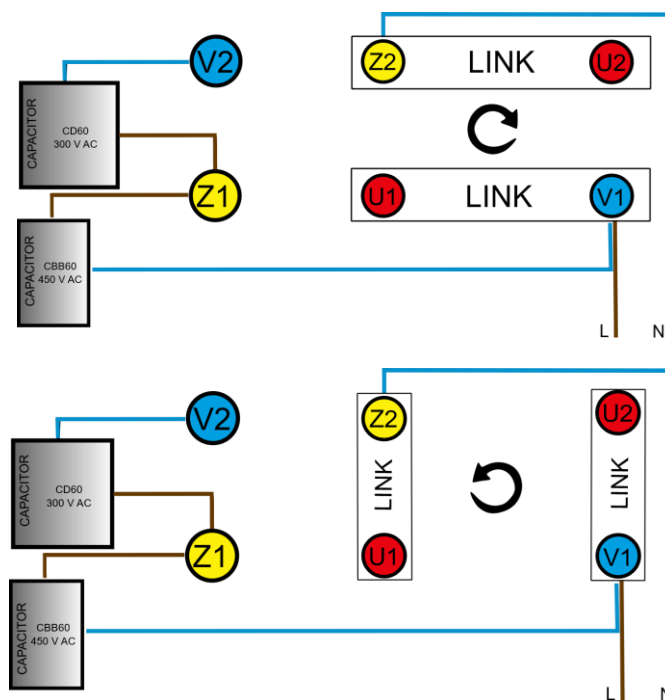 V2
Z2 LINK U2
CAPACITOR
CD60
300 V AC
Z1
U1 LINK V1
CAPACITOR
CBB60
450 V AC
L N
V2
Z2
U2
CAPACITOR
CD60
300 V AC
LINK
LINK
Z1
U1
V1
CAPACITOR
CBB60
450 V AC
L N